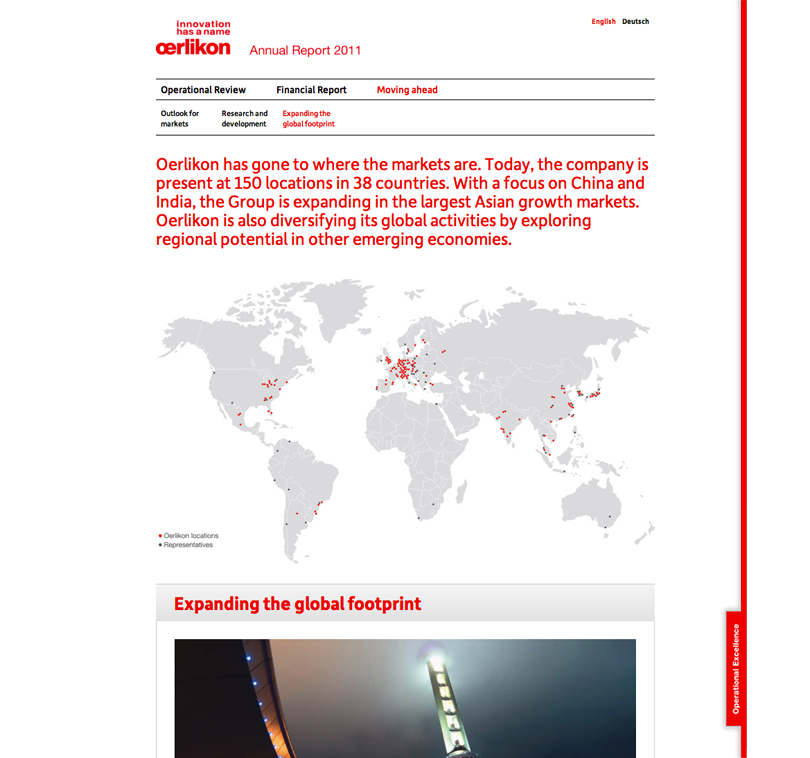 innovation
has a name
œrlikon
Annual Report 2011
English Deutsch
Operational Review Financial Report Moving ahead
Outlook for
markets
Research and
development
Expanding the
global footprint
Oerlikon has gone to where the markets are. Today, the company is
present at 150 locations in 38 countries. With a focus on China and
India, the Group is expanding in the largest Asian growth markets.
Oerlikon is also diversifying its global activities by exploring
regional potential in other emerging economies.
Oerlikon locations
Representatives
Expanding the global footprint
Operational Excellence